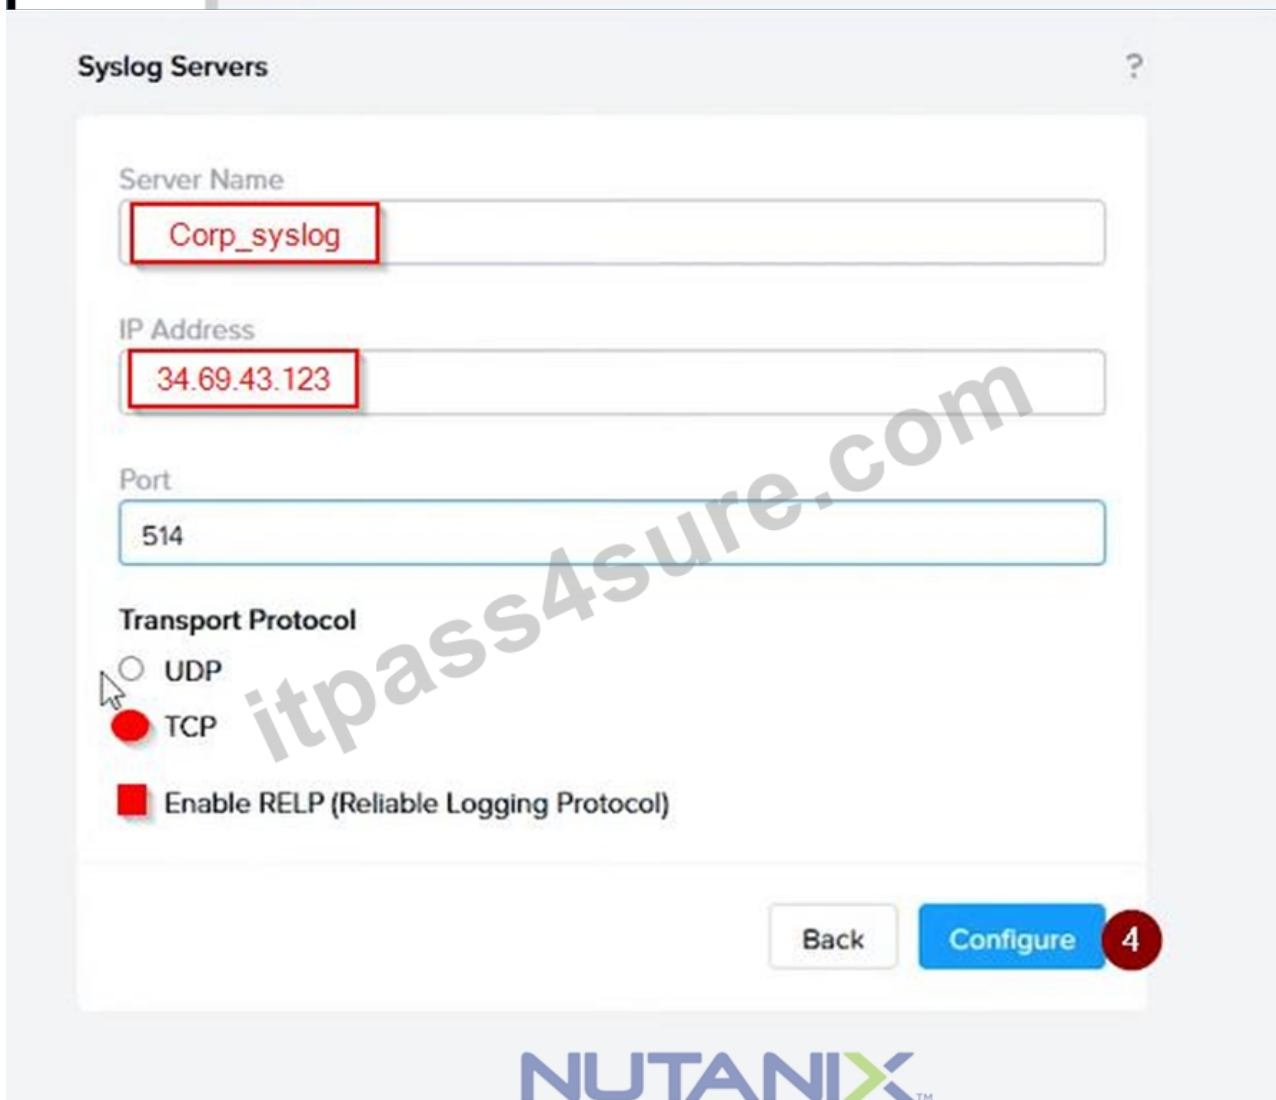 Syslog Servers ?
Server Name
Corp_syslog
IP Address
34.69.43.123
Port
514
Transport Protocol
UDP
TCP
Enable RELP (Reliable Logging Protocol)
Back Configure 4
itpass4sure.com
NUTANIX™